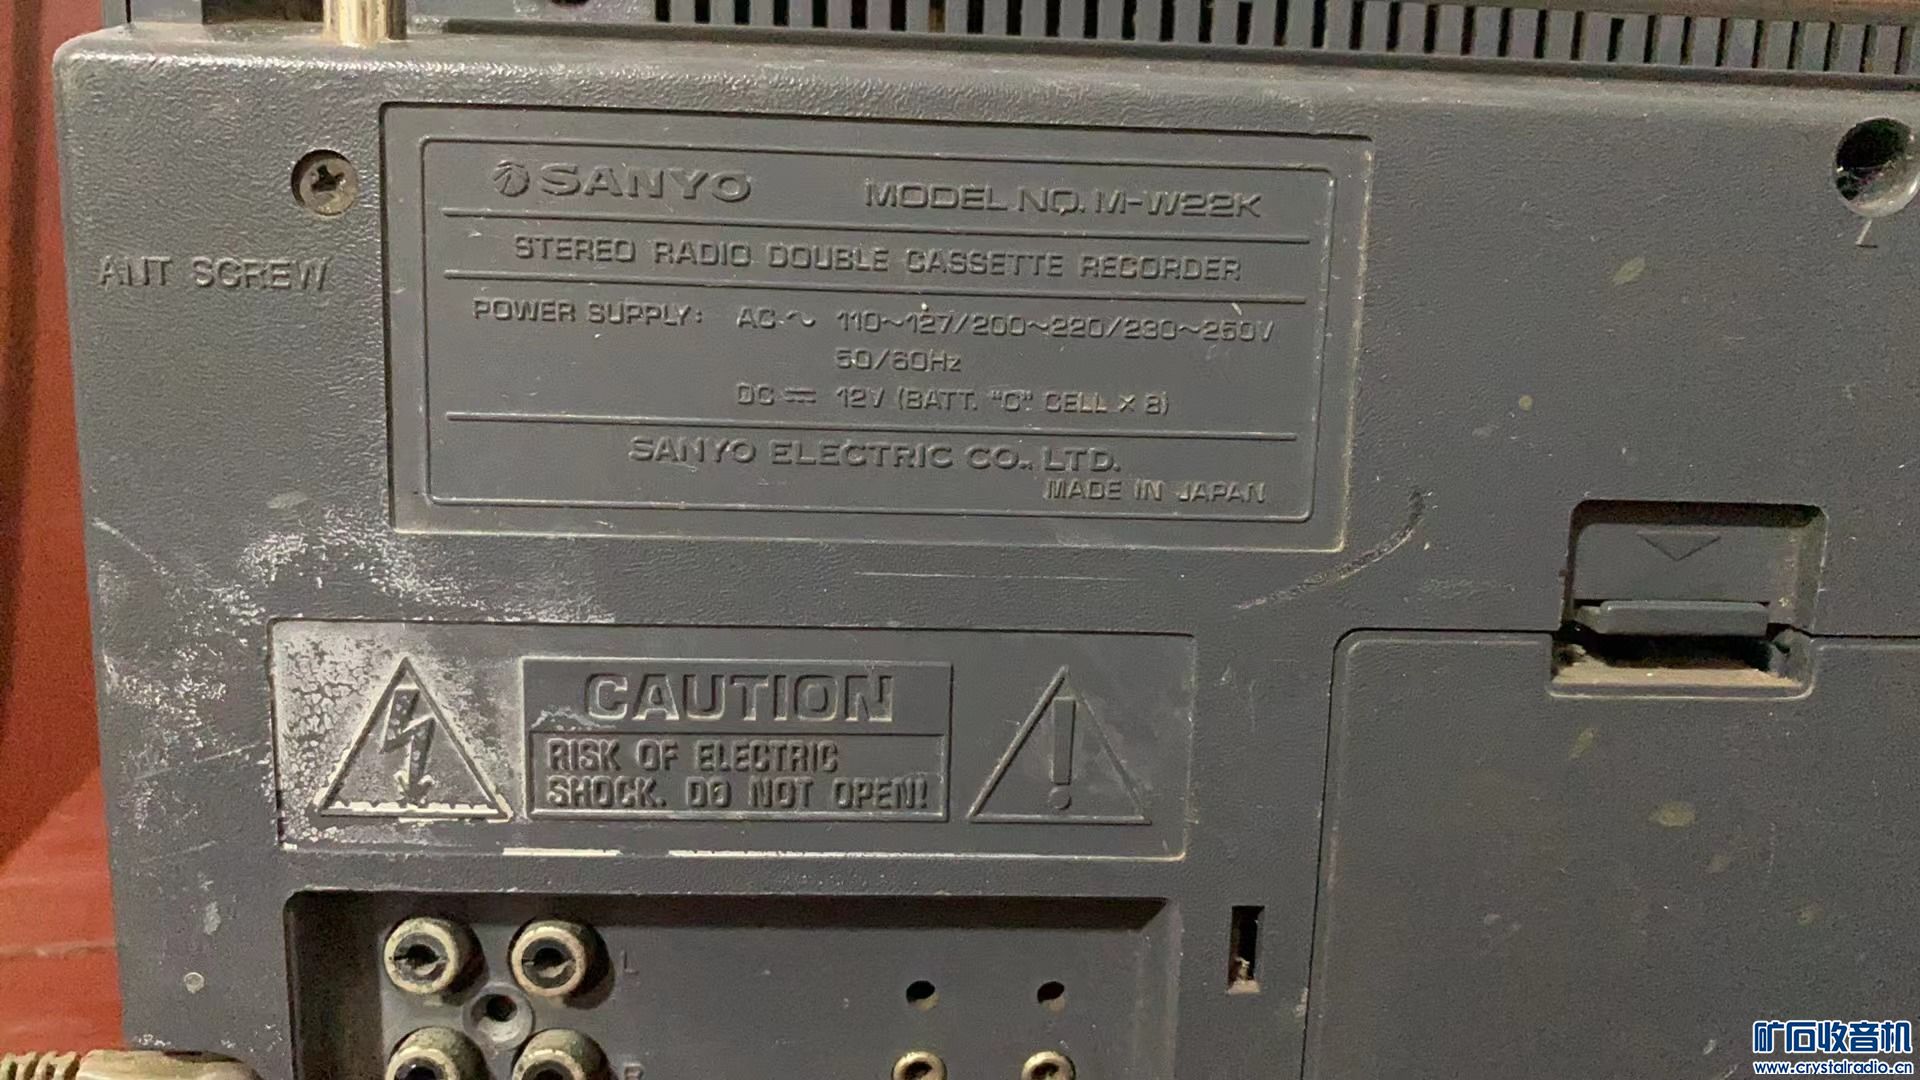 SANYO MODEL NO. M-W22K
STEREO RADIO DOUBLE CASSETTE RECORDER
ANT SCREW
POWER SUPPLY: AC~ 110~127/200~220/230~250V
50/60Hz
DC 12V (BATT. "C" CELL × 8)
SANYO ELECTRIC CO., LTD.
MADE IN JAPAN
CAUTION
RISK OF ELECTRIC
SHOCK. DO NOT OPEN!
L
R
矿石收音机
www.crystalradio.cn